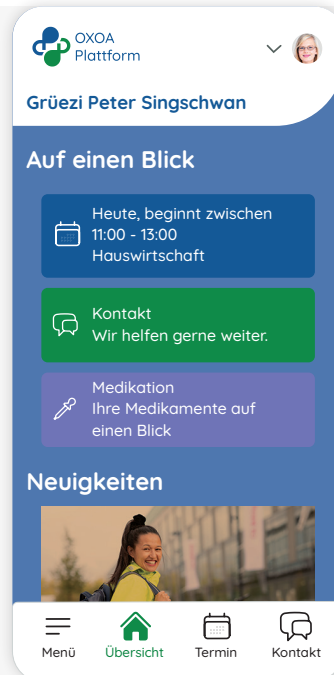 OXOA
Plattform
Grüezi Peter Singschwan
Auf einen Blick
Heute, beginnt zwischen
11:00 - 13:00
Hauswirtschaft
Kontakt
Wir helfen gerne weiter.
Medikation
Ihre Medikamente auf
einen Blick
Neuigkeiten
Menü
Übersicht
Termin
Kontakt